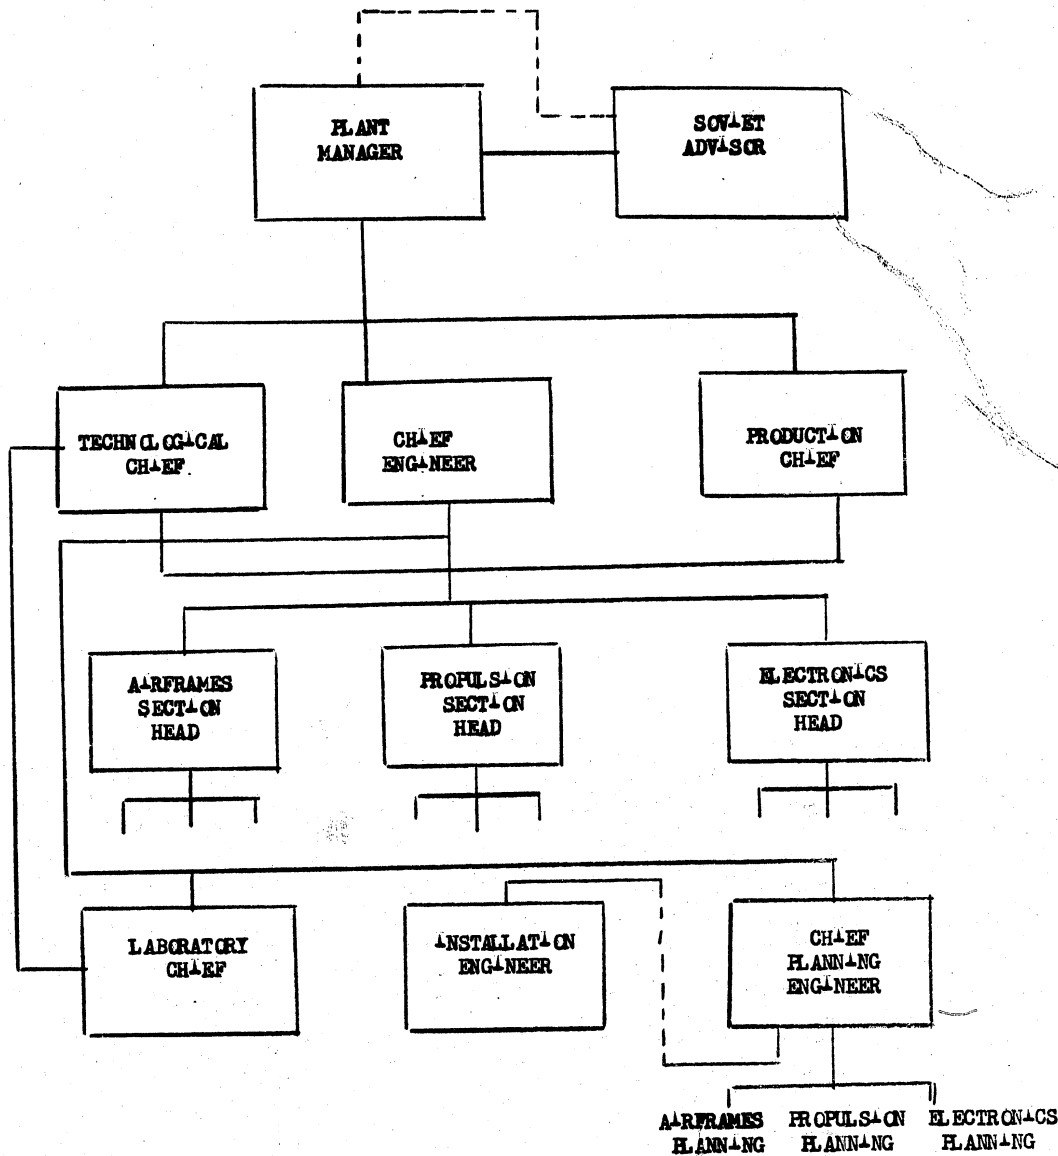 PLANT
MANAGER
SOVIET
ADVISOR
TECHNOLOGICAL
CHIEF
CHIEF
ENGINEER
PRODUCTION
CHIEF
AIRFRAMES
SECTION
HEAD
PROPULSION
SECTION
HEAD
ELECTRONICS
SECTION
HEAD
LABORATORY
CHIEF
INSTALLATION
ENGINEER
CHIEF
PLANNING
ENGINEER
AIRFRAMES
PLANNING
PROPULSION
PLANNING
ELECTRONICS
PLANNING